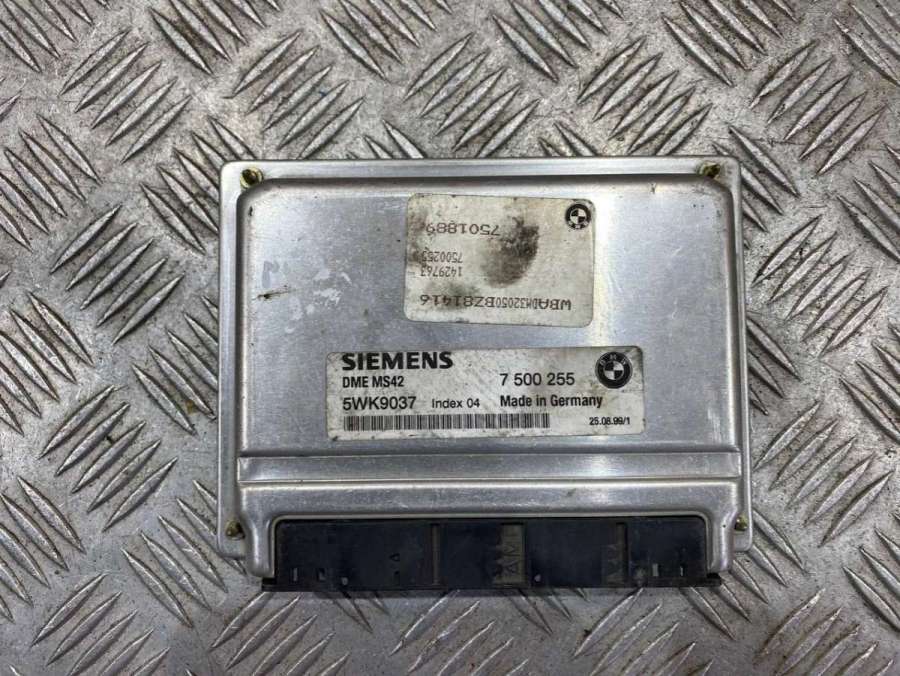 7501889
7500255
1429763
WBADM32050BZ81416
SIEMENS
DME MS42
7 500 255
BMW
5WK9037 Index 04 Made in Germany
25.08.99/1